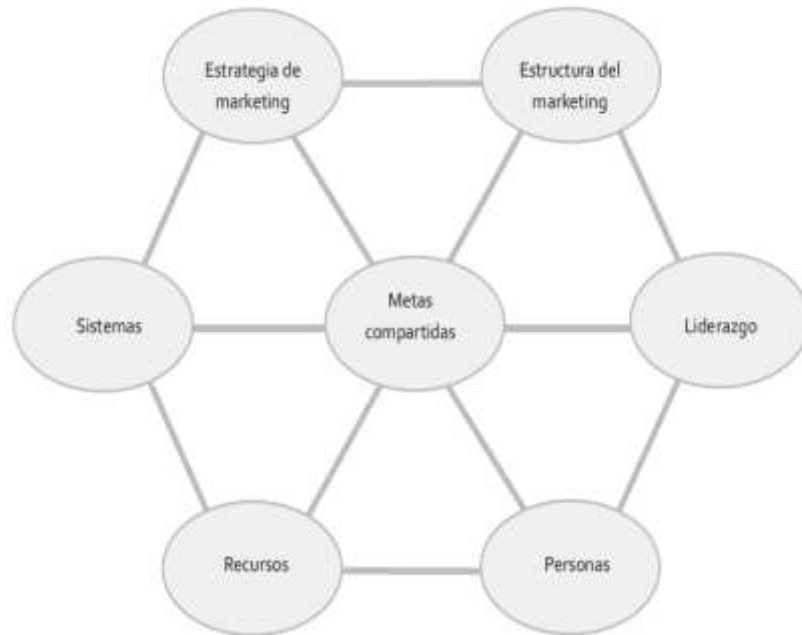 Estrategia de
marketing
Estructura del
marketing
Sistemas
Metas
compartidas
Liderazgo
Recursos
Personas